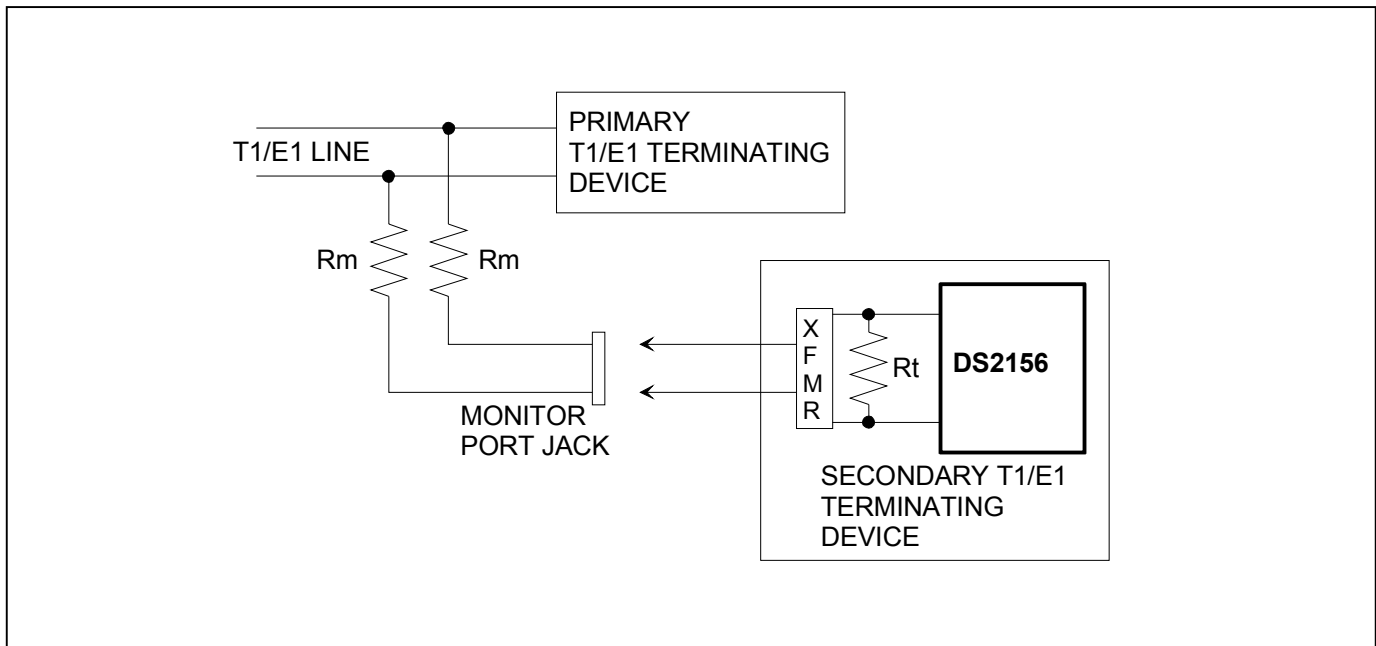 PRIMARY
T1/E1 TERMINATING
DEVICE
T1/E1 LINE
Rm
Rm
MONITOR
PORT JACK
X
F
M
R
Rt
DS2156
SECONDARY T1/E1
TERMINATING
DEVICE